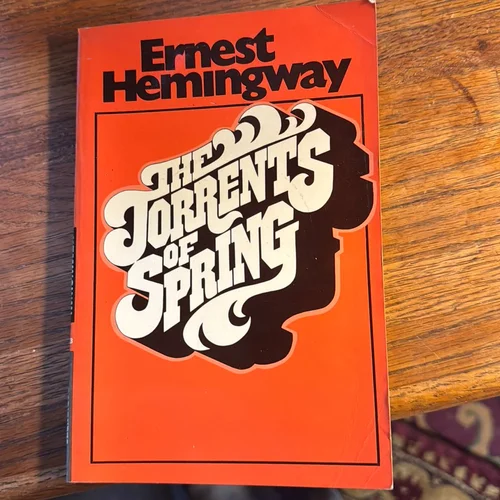 Ernest
Hemingway
THE
TORRENTS
OF
SPRING